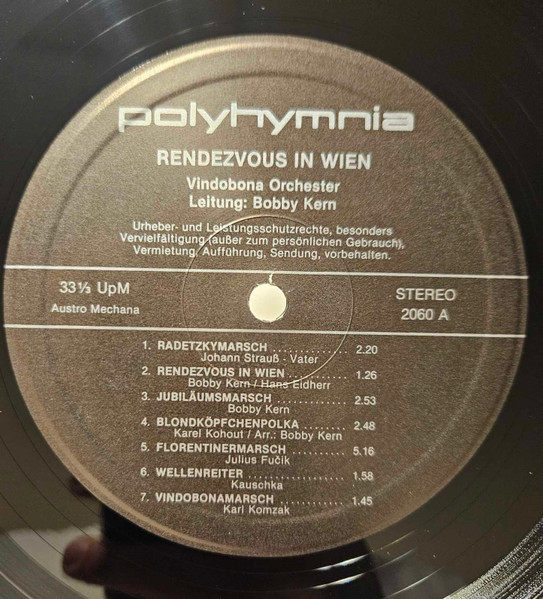 polyhymnia
RENDEZVOUS IN WIEN
Vindobona Orchester
Leitung: Bobby Kern
Urheber- und Leistungsschutzrechte, besonders
Vervielfältigung (außer zum persönlichen Gebrauch),
Vermietung, Aufführung, Sendung, vorbehalten.
33⅓ UpM
Austro Mechana
STEREO
2060 A
1. RADETZKYMARSCH .............. 2.20
Johann Strauß - Vater
2. RENDEZVOUS IN WIEN .......... 1.26
Bobby Kern / Hans Eidherr
3. JUBILÄUMSMARSCH ............. 2.53
Bobby Kern
4. BLONDKÖPFCHENPOLKA ....... 2.48
Karel Kohout / Arr.: Bobby Kern
5. FLORENTINERMARSCH ......... 5.16
Julius Fučik
6. WELLENREITER ................ 1.58
Kauschka
7. VINDOBONAMARSCH ............ 1.45
Karl Komzak